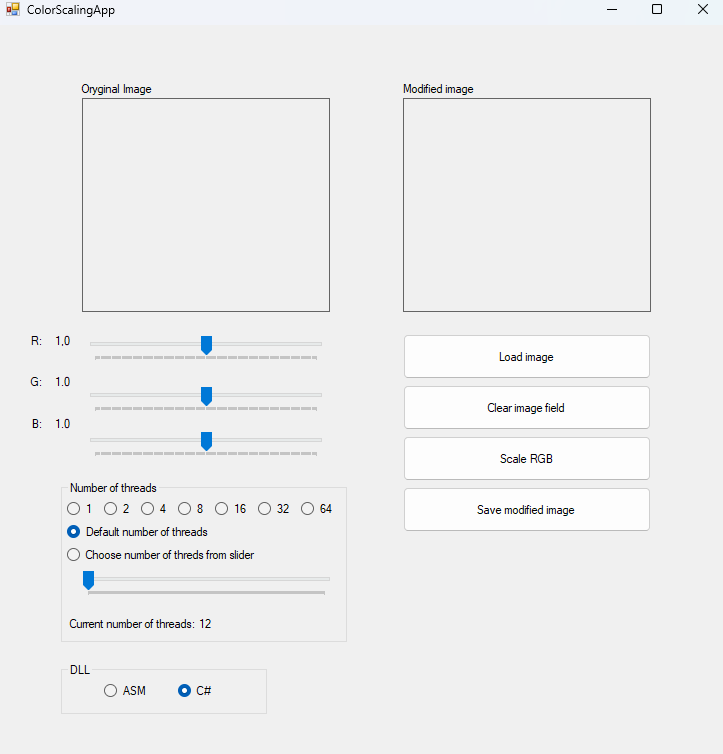 ColorScalingApp
Oryginal Image
Modified image
R: 1,0
G: 1.0
B: 1.0
Load image
Clear image field
Scale RGB
Save modified image
Number of threads
1 2 4 8 16 32 64
Default number of threads
Choose number of threds from slider
Current number of threads: 12
DLL
ASM C#